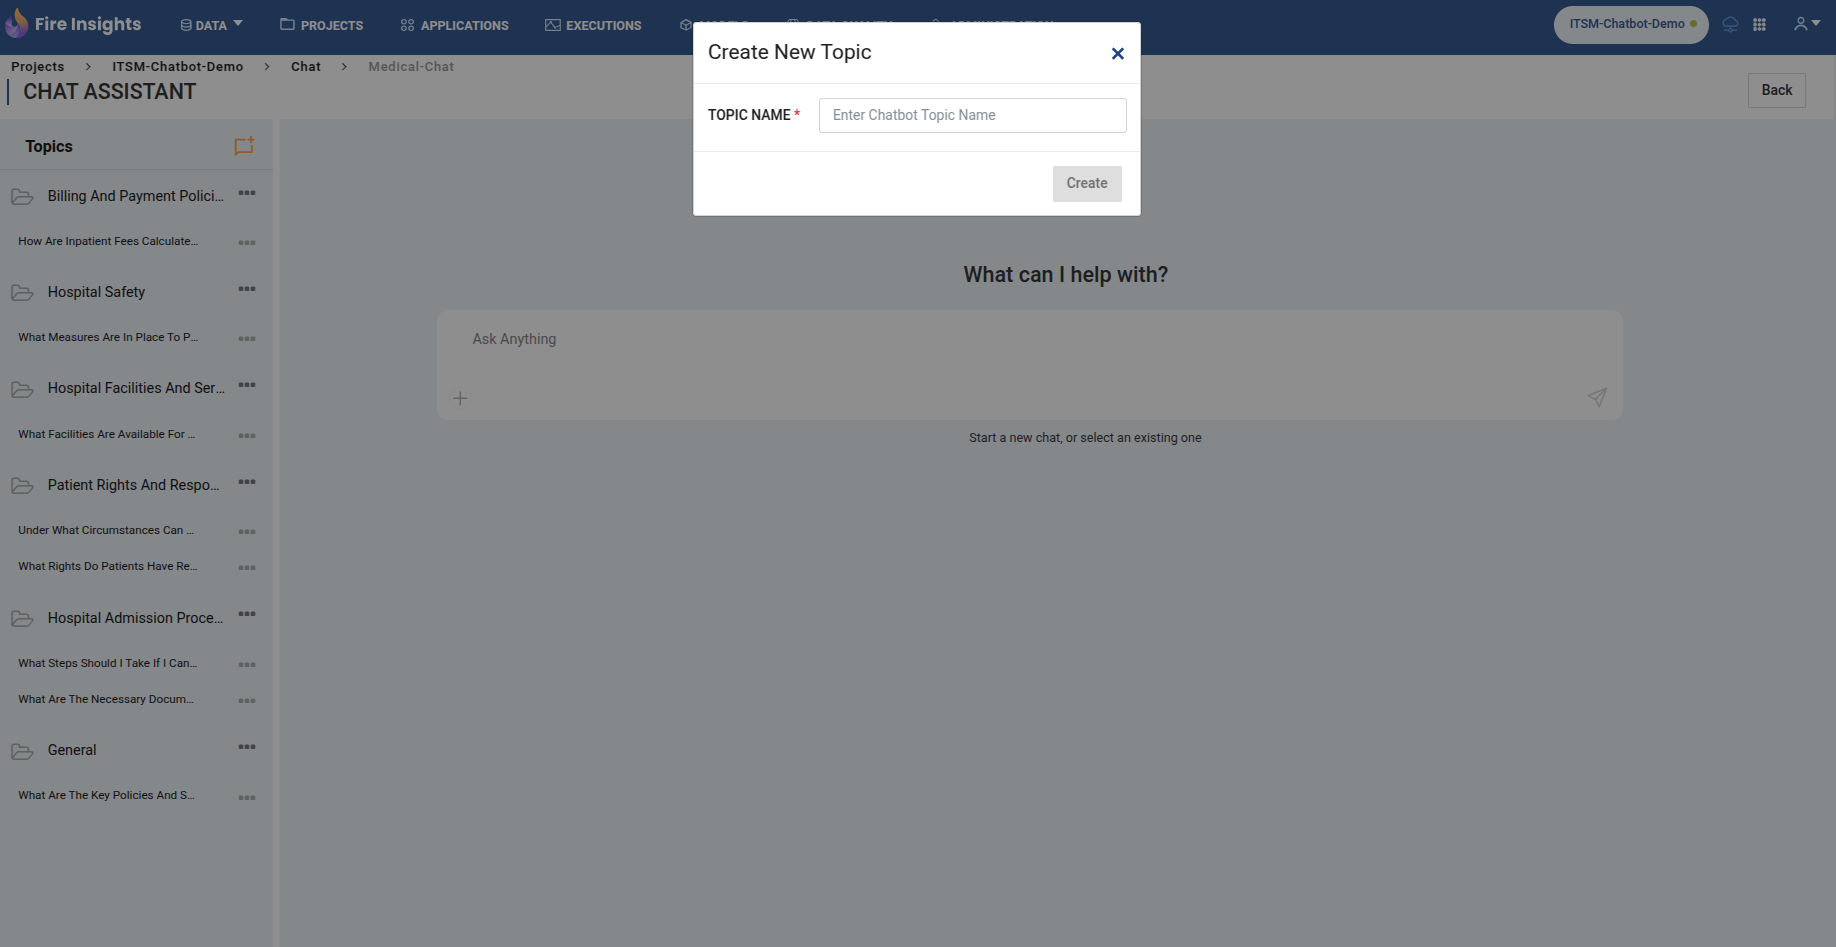 Fire Insights
DATA
PROJECTS
APPLICATIONS
EXECUTIONS
ITSM-Chatbot-Demo
Projects > ITSM-Chatbot-Demo > Chat > Medical-Chat
CHAT ASSISTANT
Back
Create New Topic
TOPIC NAME *
Enter Chatbot Topic Name
Create
Topics
Billing And Payment Polici...
How Are Inpatient Fees Calculate...
Hospital Safety
What Measures Are In Place To P...
Hospital Facilities And Ser...
What Facilities Are Available For ...
Patient Rights And Respo...
Under What Circumstances Can ...
What Rights Do Patients Have Re...
Hospital Admission Proce...
What Steps Should I Take If I Can...
What Are The Necessary Docum...
General
What Are The Key Policies And S...
What can I help with?
Ask Anything
Start a new chat, or select an existing one